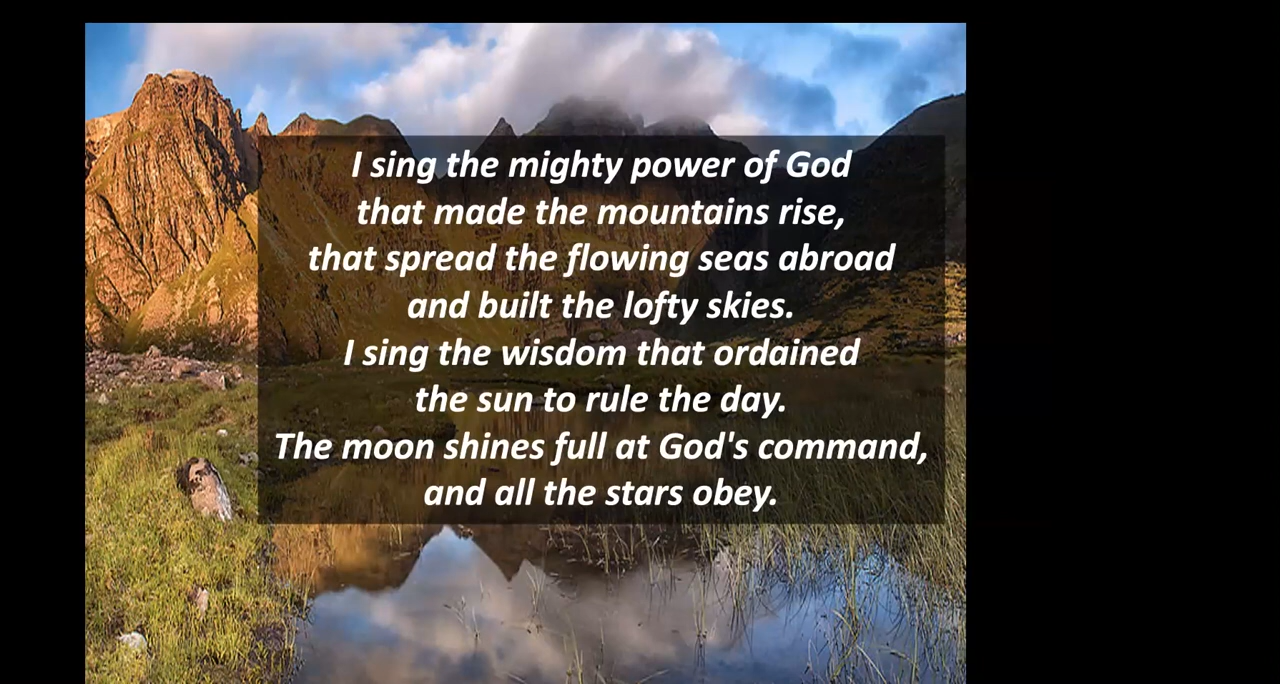 I sing the mighty power of God
that made the mountains rise,
that spread the flowing seas abroad
and built the lofty skies.
I sing the wisdom that ordained
the sun to rule the day.
The moon shines full at God's command,
and all the stars obey.